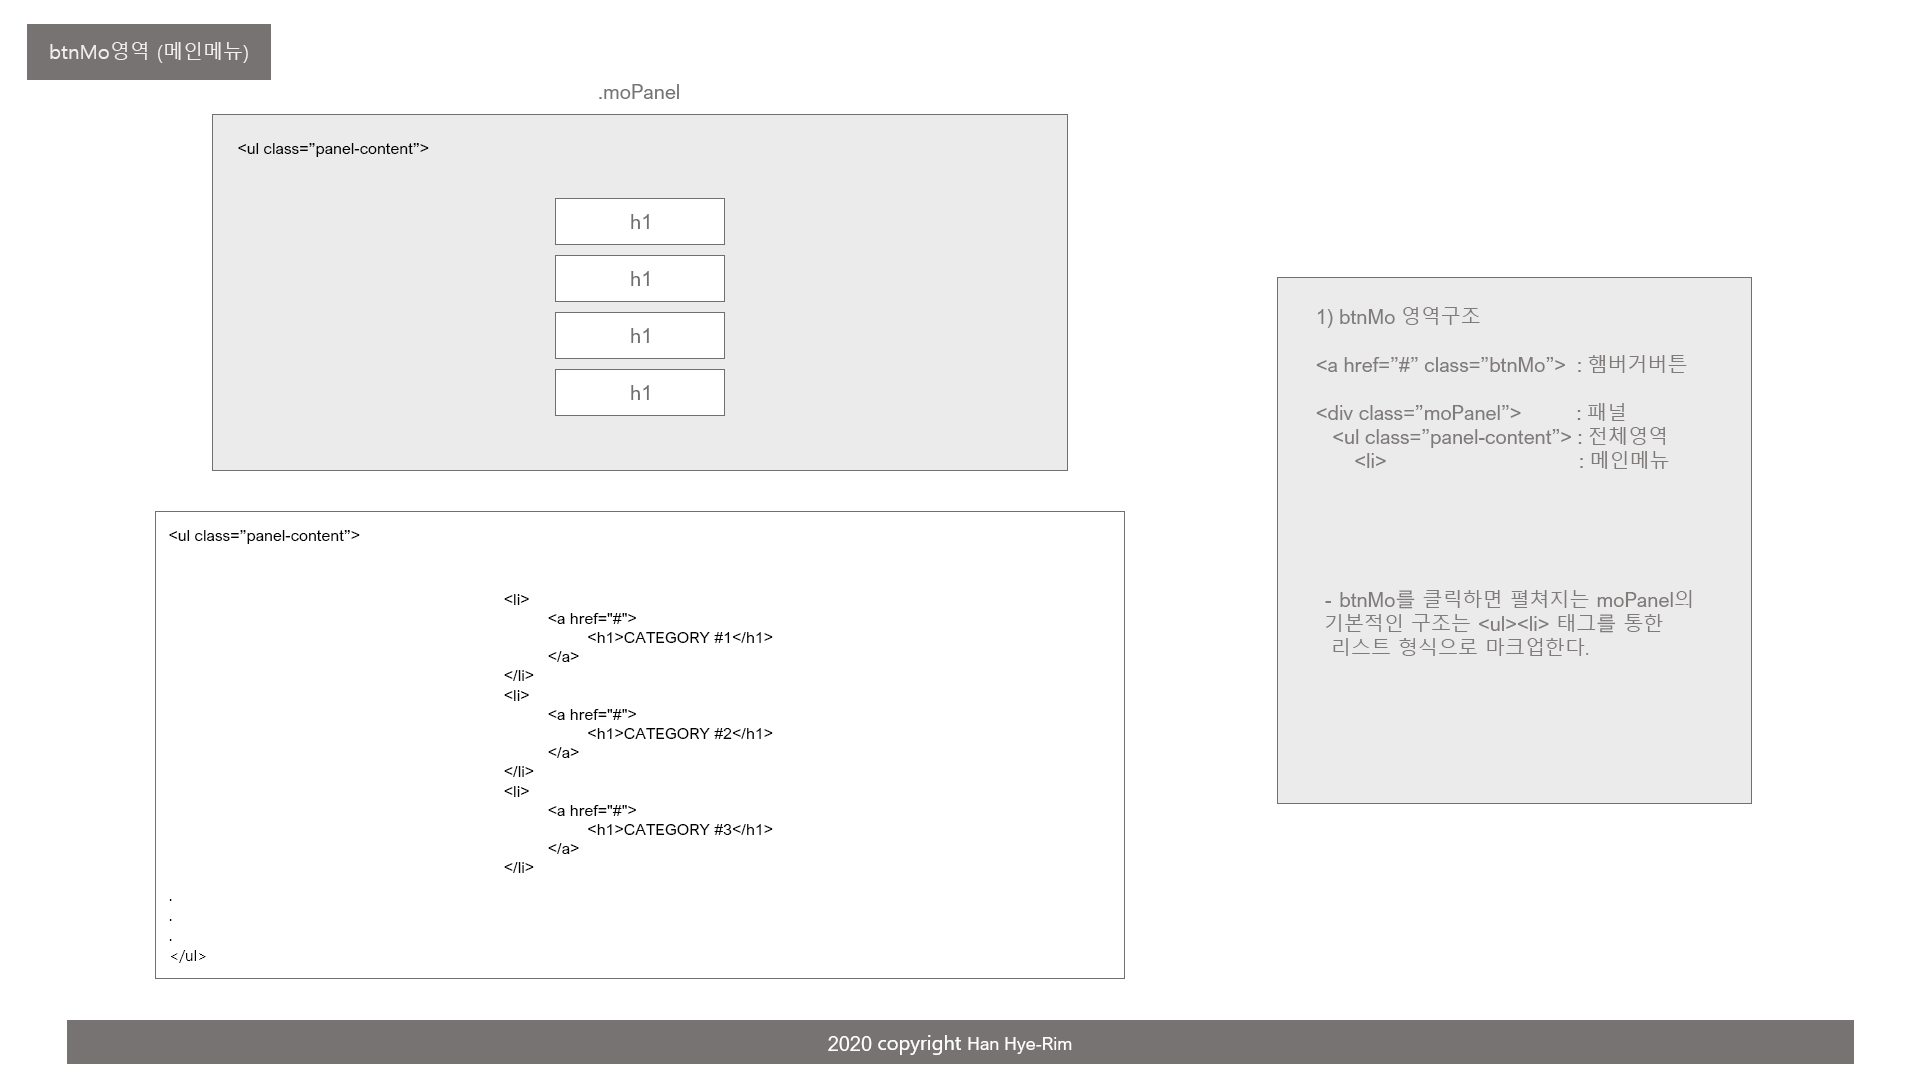 btnMo영역 (메인메뉴)
.moPanel
<ul class=”panel-content”>
h1
h1
h1
h1
<ul class=”panel-content”>
<li>
<a href="#">
<h1>CATEGORY #1</h1>
</a>
</li>
<li>
<a href="#">
<h1>CATEGORY #2</h1>
</a>
</li>
<li>
<a href="#">
<h1>CATEGORY #3</h1>
</a>
</li>
.
.
.
</ul>
1) btnMo 영역구조
<a href=”#” class=”btnMo”> : 햄버거버튼
<div class=”moPanel”> : 패널
<ul class=”panel-content”> : 전체영역
<li> : 메인메뉴
- btnMo를 클릭하면 펼쳐지는 moPanel의
기본적인 구조는 <ul><li> 태그를 통한
리스트 형식으로 마크업한다.
2020 copyright Han Hye-Rim